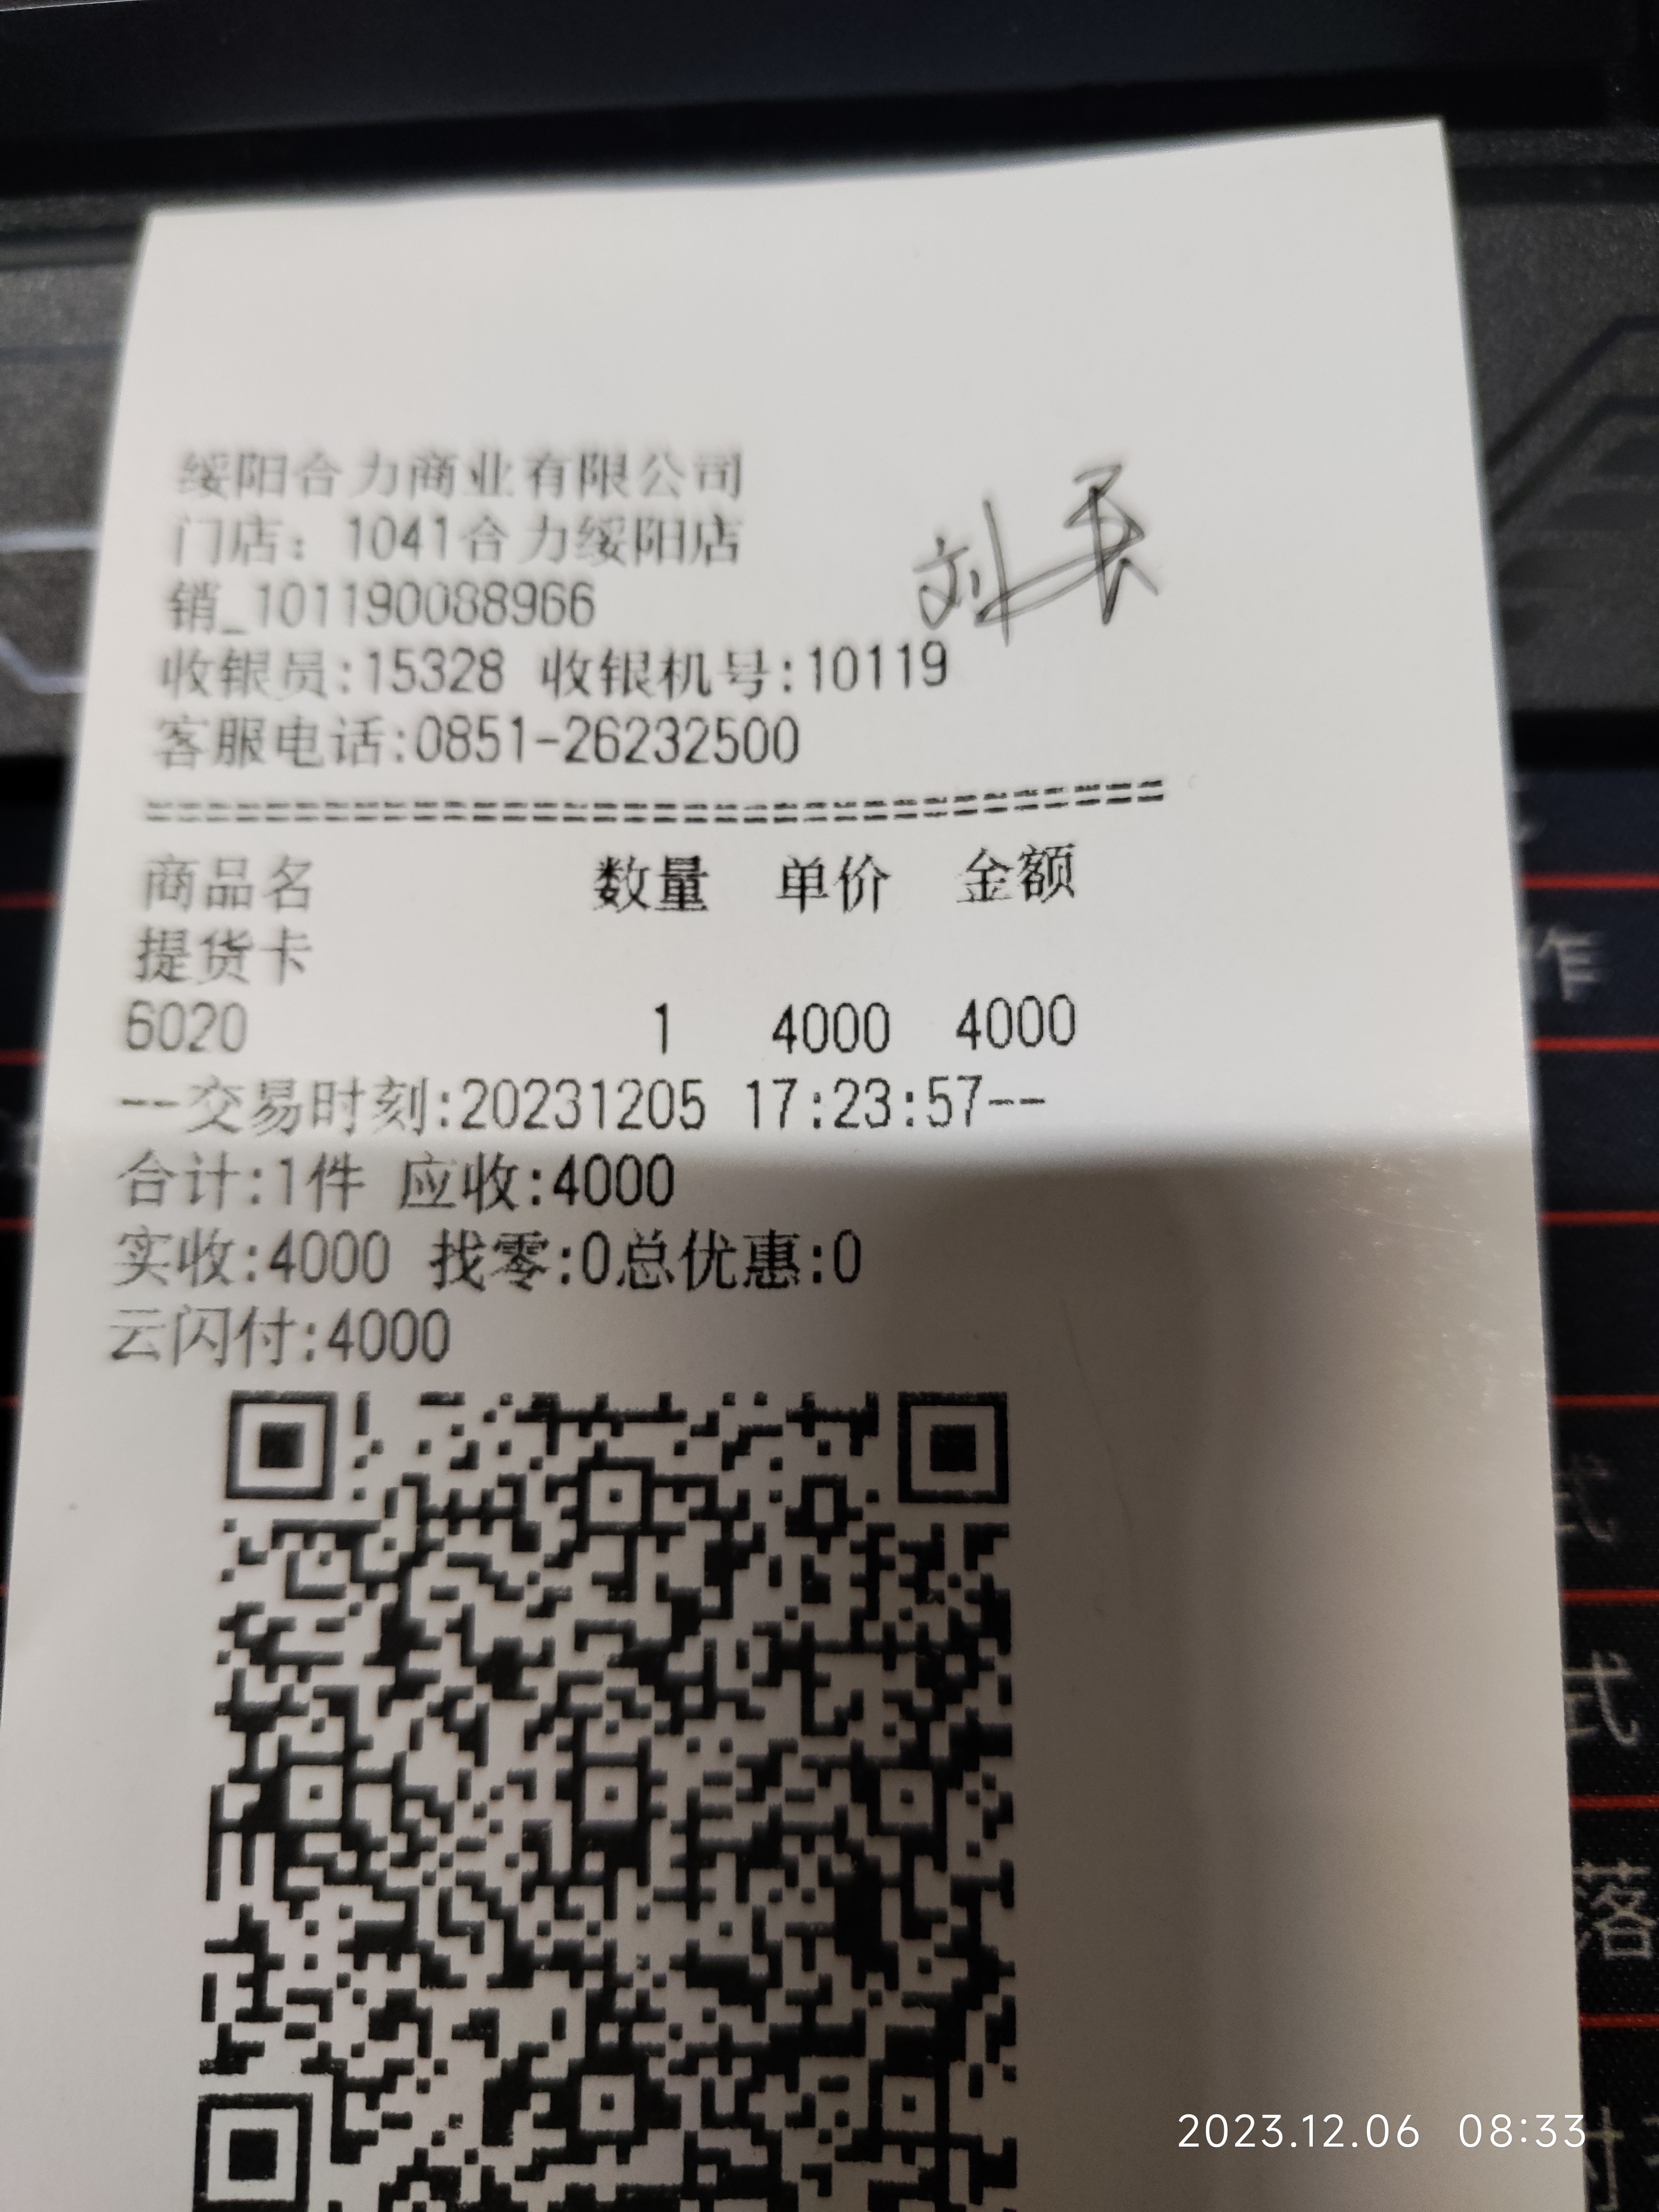 绥阳合力商业有限公司
门店：1041合力绥阳店
销_101190088966
刘
收银员:15328 收银机号:10119
客服电话:0851-26232500
===================================
商品名 数量 单价 金额
提货卡
6020 1 4000 4000
--交易时刻:20231205 17:23:57--
合计:1件 应收:4000
实收:4000 找零:0总优惠:0
云闪付:4000
作
式
式
落
2023.12.06 08:33